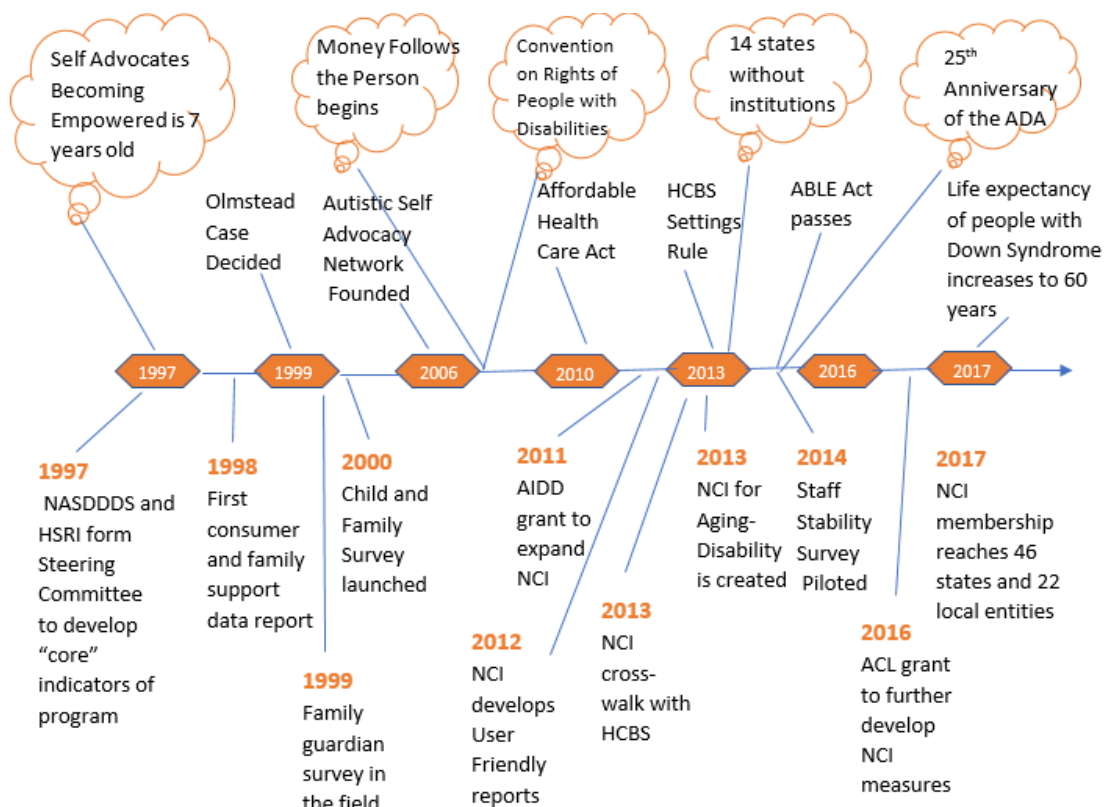 Self Advocates
Becoming
Empowered is 7
years old
Money Follows
the Person
begins
Convention
on Rights of
People with
Disabilities
14 states
without
institutions
25th
Anniversary
of the ADA
Olmstead
Case
Decided
Autistic Self
Advocacy
Network
Founded
Affordable
Health
Care Act
HCBS
Settings
Rule
ABLE Act
passes
Life expectancy
of people with
Down Syndrome
increases to 60
years
1997
1999
2006
2010
2013
2016
2017
1997
NASDDDS and
HSRI form
Steering
Committee
to develop
“core”
indicators of
program
1998
First
consumer
and family
support
data report
1999
Family
guardian
survey in
the field
2000
Child and
Family
Survey
launched
2011
AIDD
grant to
expand
NCI
2012
NCI
develops
User
Friendly
reports
2013
NCI
cross-
walk with
HCBS
2013
NCI for
Aging-
Disability
is created
2014
Staff
Stability
Survey
Piloted
2016
ACL grant
to further
develop
NCI
measures
2017
NCI
membership
reaches 46
states and 22
local entities